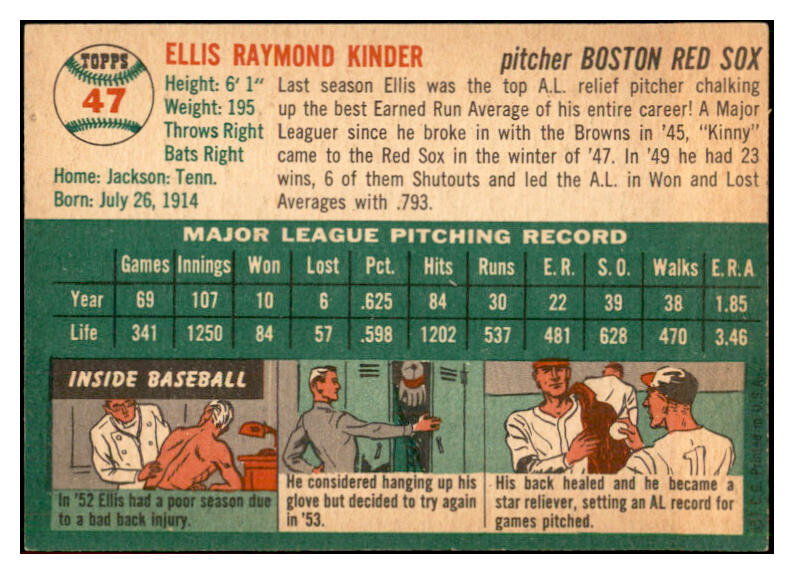 TOPPS
47
ELLIS RAYMOND KINDER
pitcher BOSTON RED SOX
Height: 6' 1"
Weight: 195
Throws Right
Bats Right
Home: Jackson: Tenn.
Born: July 26, 1914
Last season Ellis was the top A.L. relief pitcher chalking
up the best Earned Run Average of his entire career! A Major
Leaguer since he broke in with the Browns in '45, "Kinny"
came to the Red Sox in the winter of '47. In '49 he had 23
wins, 6 of them Shutouts and led the A.L. in Won and Lost
Averages with .793.
MAJOR LEAGUE PITCHING RECORD
Games Innings Won Lost Pct. Hits Runs E.R. S.O. Walks E.R.A
Year 69 107 10 6 .625 84 30 22 39 38 1.85
Life 341 1250 84 57 .598 1202 537 481 628 470 3.46
INSIDE BASEBALL
In '52 Ellis had a poor season due
to a bad back injury.
He considered hanging up his
glove but decided to try again
in '53.
1
His back healed and he became a
star reliever, setting an AL record for
games pitched.
T.C.G. Printed in U.S.A.